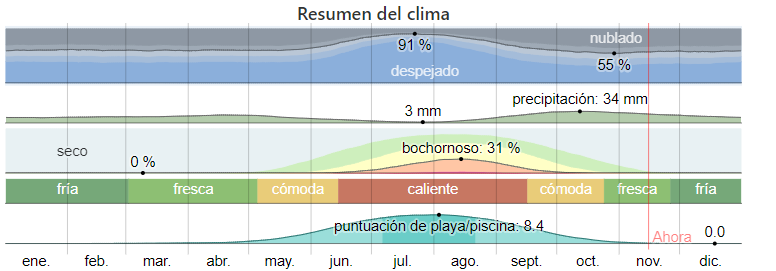 Resumen del clima
nublado
91 %
55 %
despejado
precipitación: 34 mm
3 mm
seco
bochornoso: 31 %
0 %
fría fresca cómoda caliente cómoda fresca fría
puntuación de playa/piscina: 8.4
0.0
Ahora
ene. feb. mar. abr. may. jun. jul. ago. sep. oct. nov. dic.